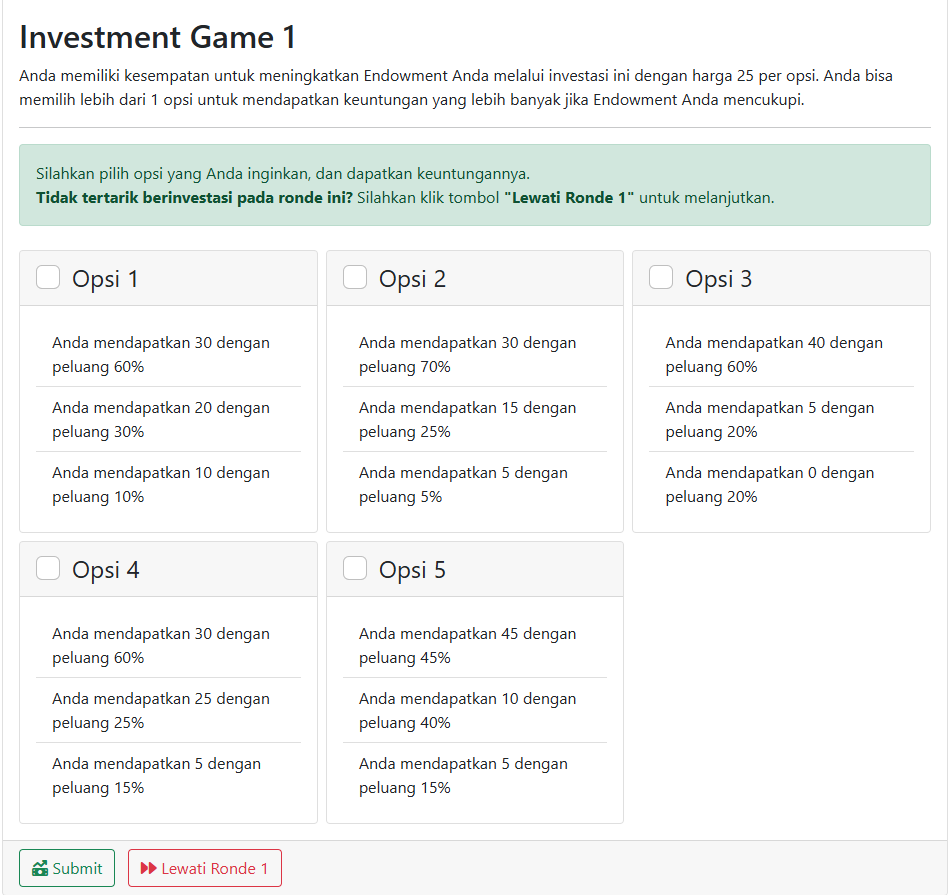 Investment Game 1
Anda memiliki kesempatan untuk meningkatkan Endowment Anda melalui investasi ini dengan harga 25 per opsi. Anda bisa
memilih lebih dari 1 opsi untuk mendapatkan keuntungan yang lebih banyak jika Endowment Anda mencukupi.
Silahkan pilih opsi yang Anda inginkan, dan dapatkan keuntungannya.
Tidak tertarik berinvestasi pada ronde ini? Silahkan klik tombol "Lewati Ronde 1" untuk melanjutkan.
Opsi 1
Anda mendapatkan 30 dengan
peluang 60%
Anda mendapatkan 20 dengan
peluang 30%
Anda mendapatkan 10 dengan
peluang 10%
Opsi 2
Anda mendapatkan 30 dengan
peluang 70%
Anda mendapatkan 15 dengan
peluang 25%
Anda mendapatkan 5 dengan
peluang 5%
Opsi 3
Anda mendapatkan 40 dengan
peluang 60%
Anda mendapatkan 5 dengan
peluang 20%
Anda mendapatkan 0 dengan
peluang 20%
Opsi 4
Anda mendapatkan 30 dengan
peluang 60%
Anda mendapatkan 25 dengan
peluang 25%
Anda mendapatkan 5 dengan
peluang 15%
Opsi 5
Anda mendapatkan 45 dengan
peluang 45%
Anda mendapatkan 10 dengan
peluang 40%
Anda mendapatkan 5 dengan
peluang 15%
Submit
Lewati Ronde 1